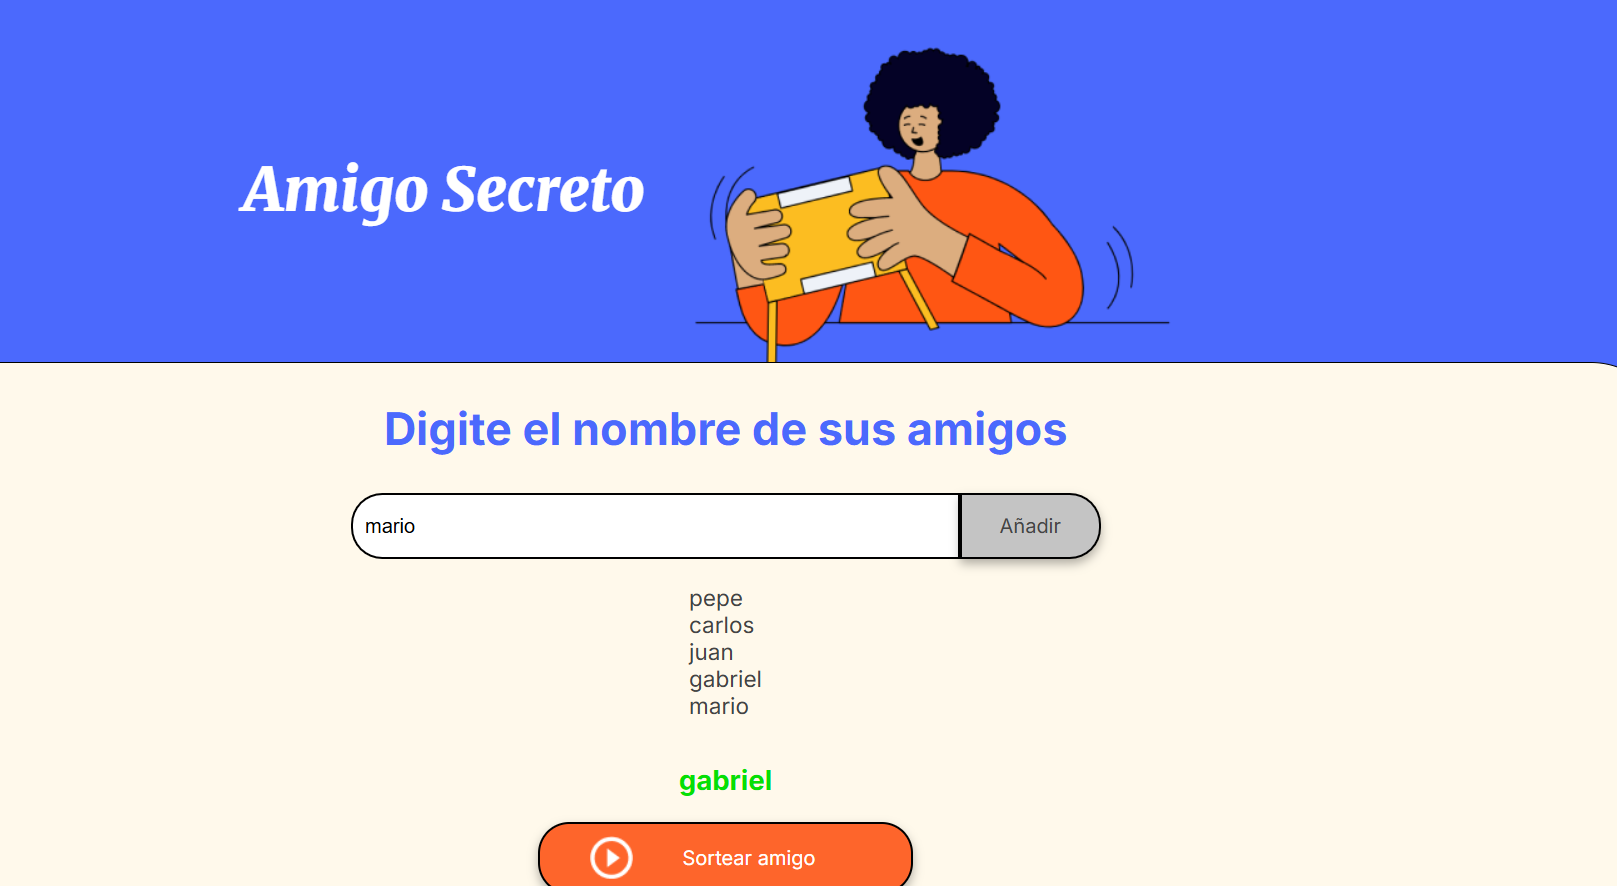 Amigo Secreto
Digite el nombre de sus amigos
mario
Añadir
pepe
carlos
juan
gabriel
mario
gabriel
Sortear amigo